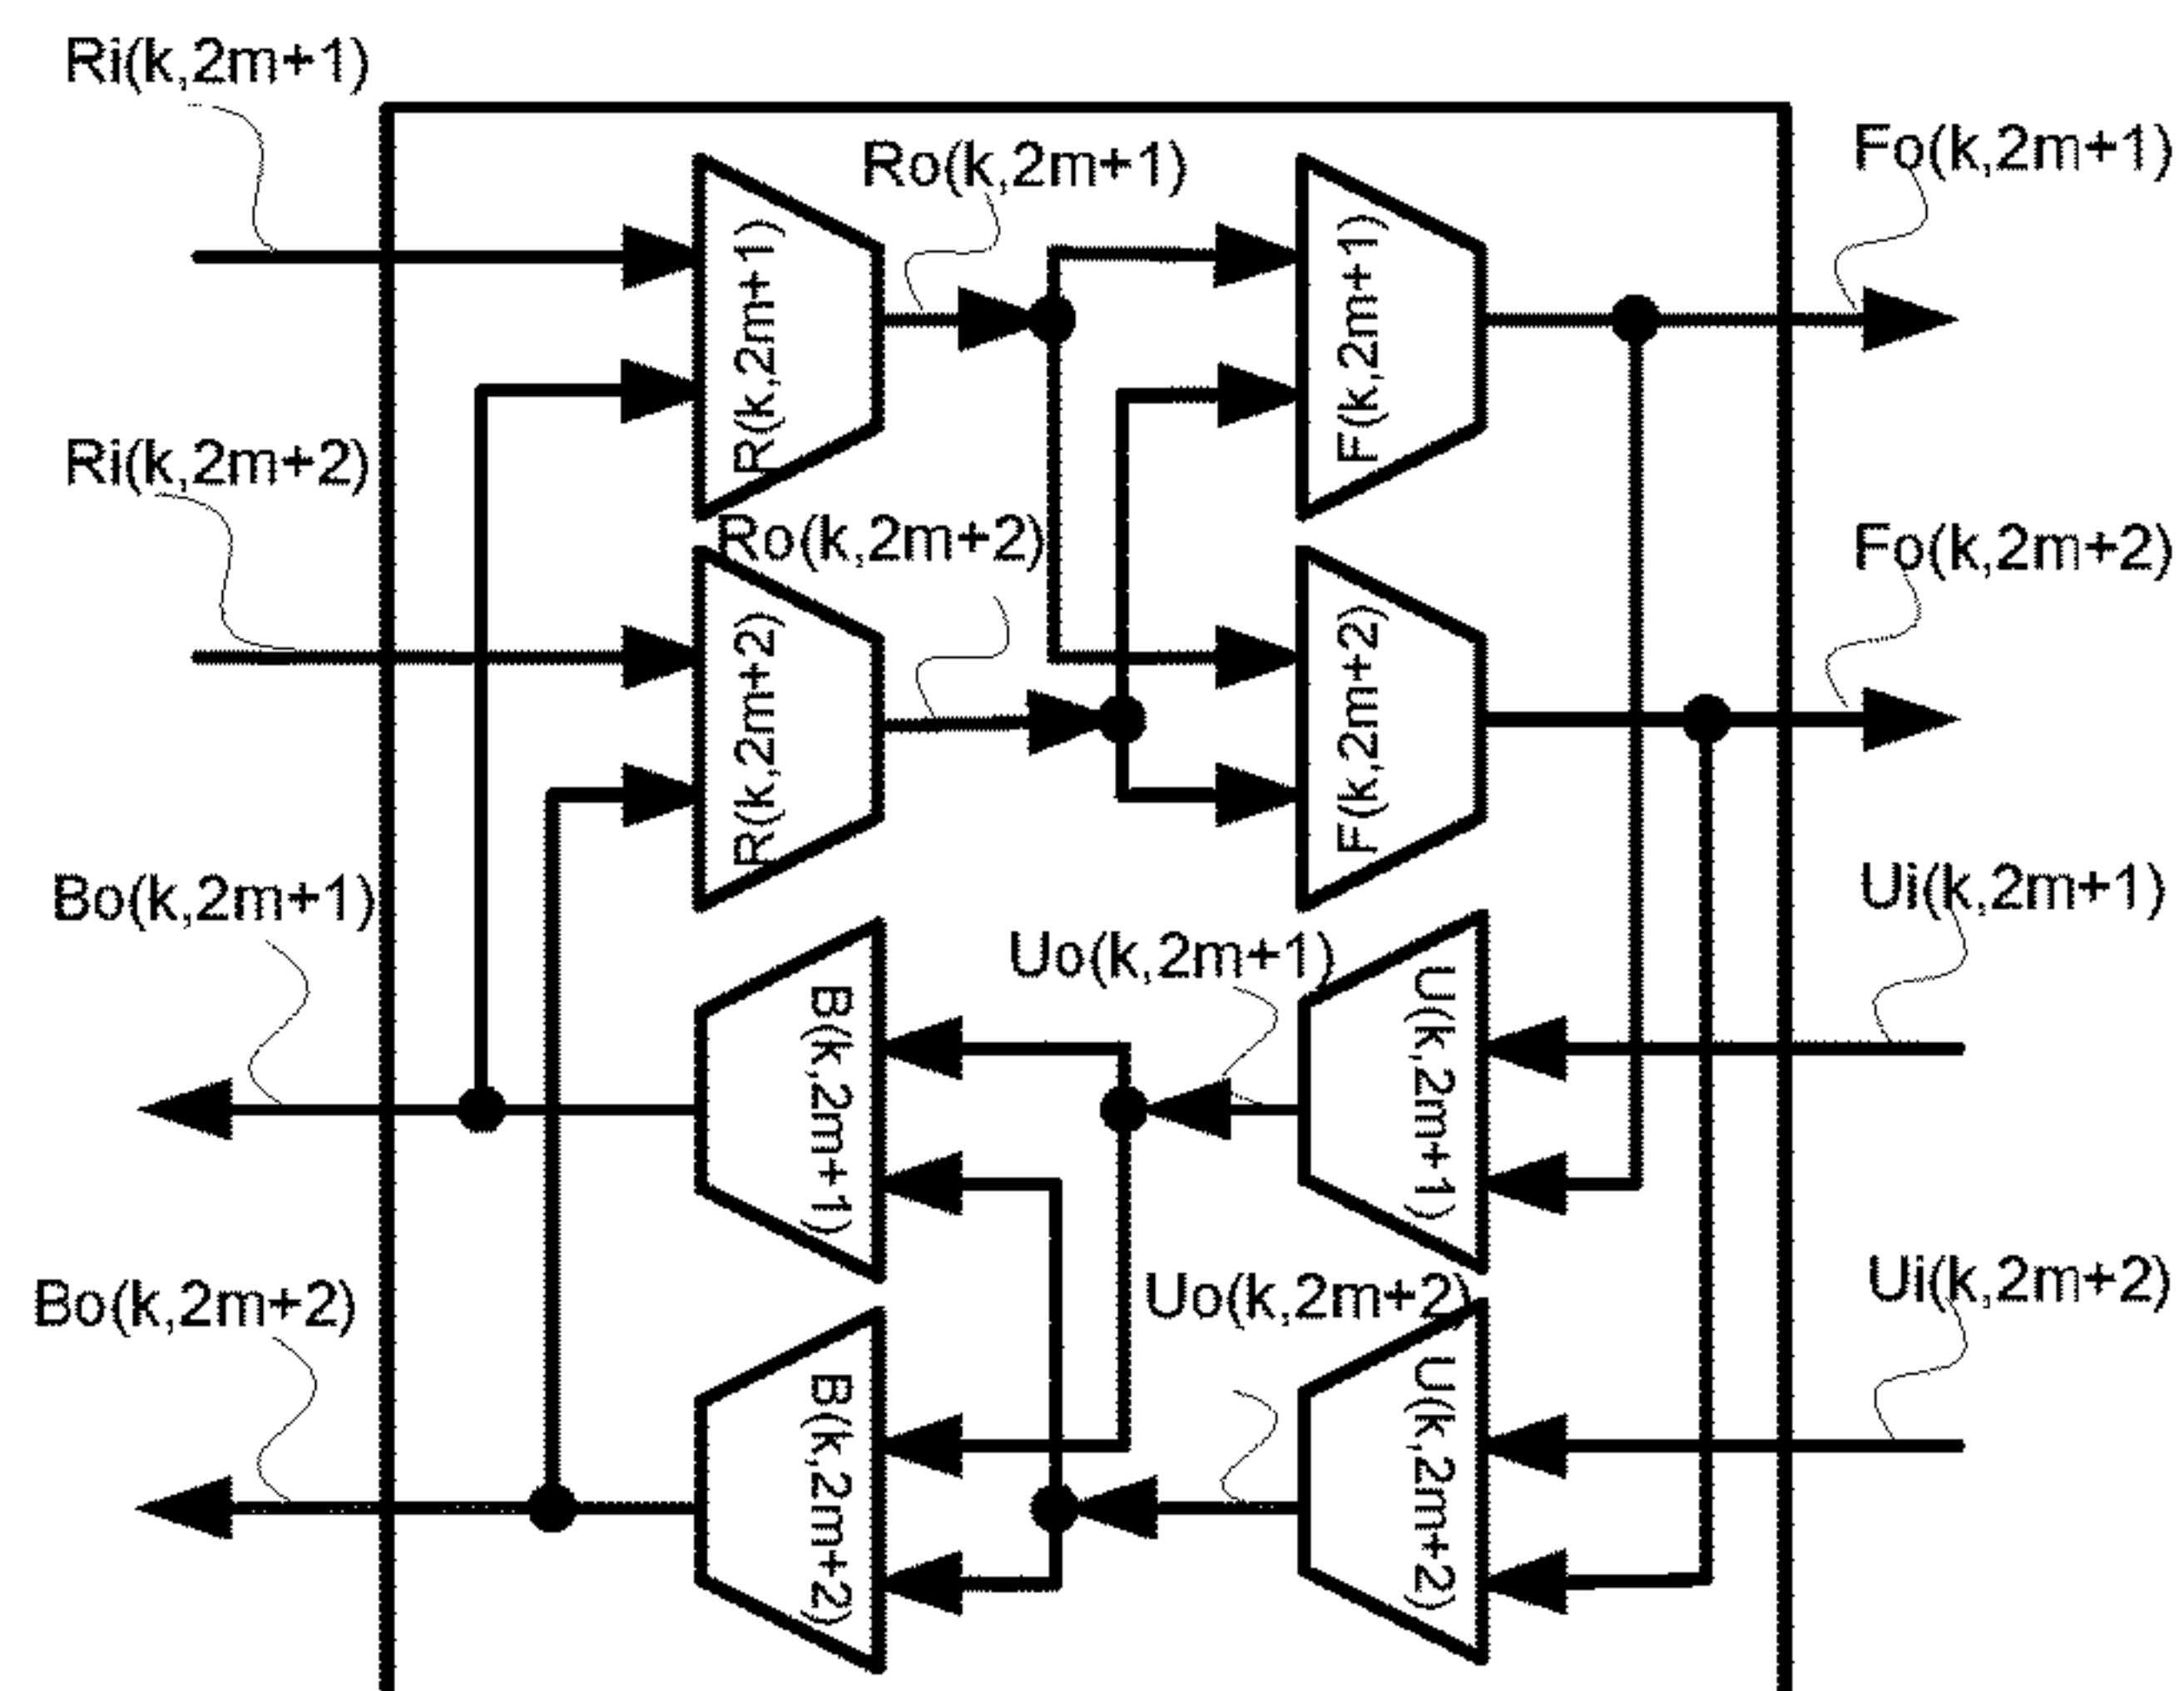 Ri(k,2m+1)
Fo(k,2m+1)
Ro(k,2m+1)
R(k,2m+1)
F(k,2m+1)
Ri(k,2m+2)
Ro(k,2m+2)
Fo(k,2m+2)
R(k,2m+2)
F(k,2m+2)
Bo(k,2m+1)
Uo(k,2m+1)
Ui(k,2m+1)
B(k,2m+1)
U(k,2m+1)
Bo(k,2m+2)
Uo(k,2m+2)
Ui(k,2m+2)
B(k,2m+2)
U(k,2m+2)